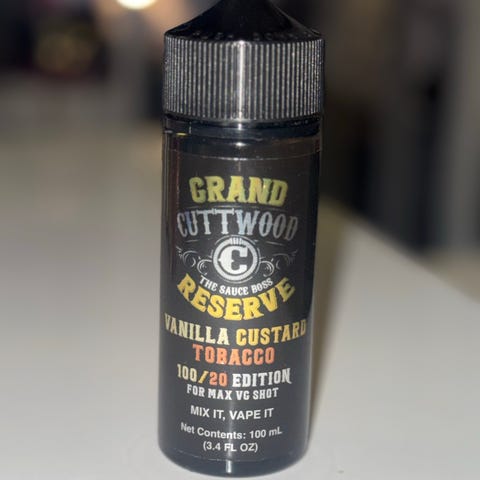 GRAND
CUTTWOOD
C
THE SAUCE BOSS
RESERVE
VANILLA CUSTARD
TOBACCO
100/20 EDITION
FOR MAX VG SHOT
MIX IT, VAPE IT
Net Contents: 100 mL
(3.4 FL OZ)